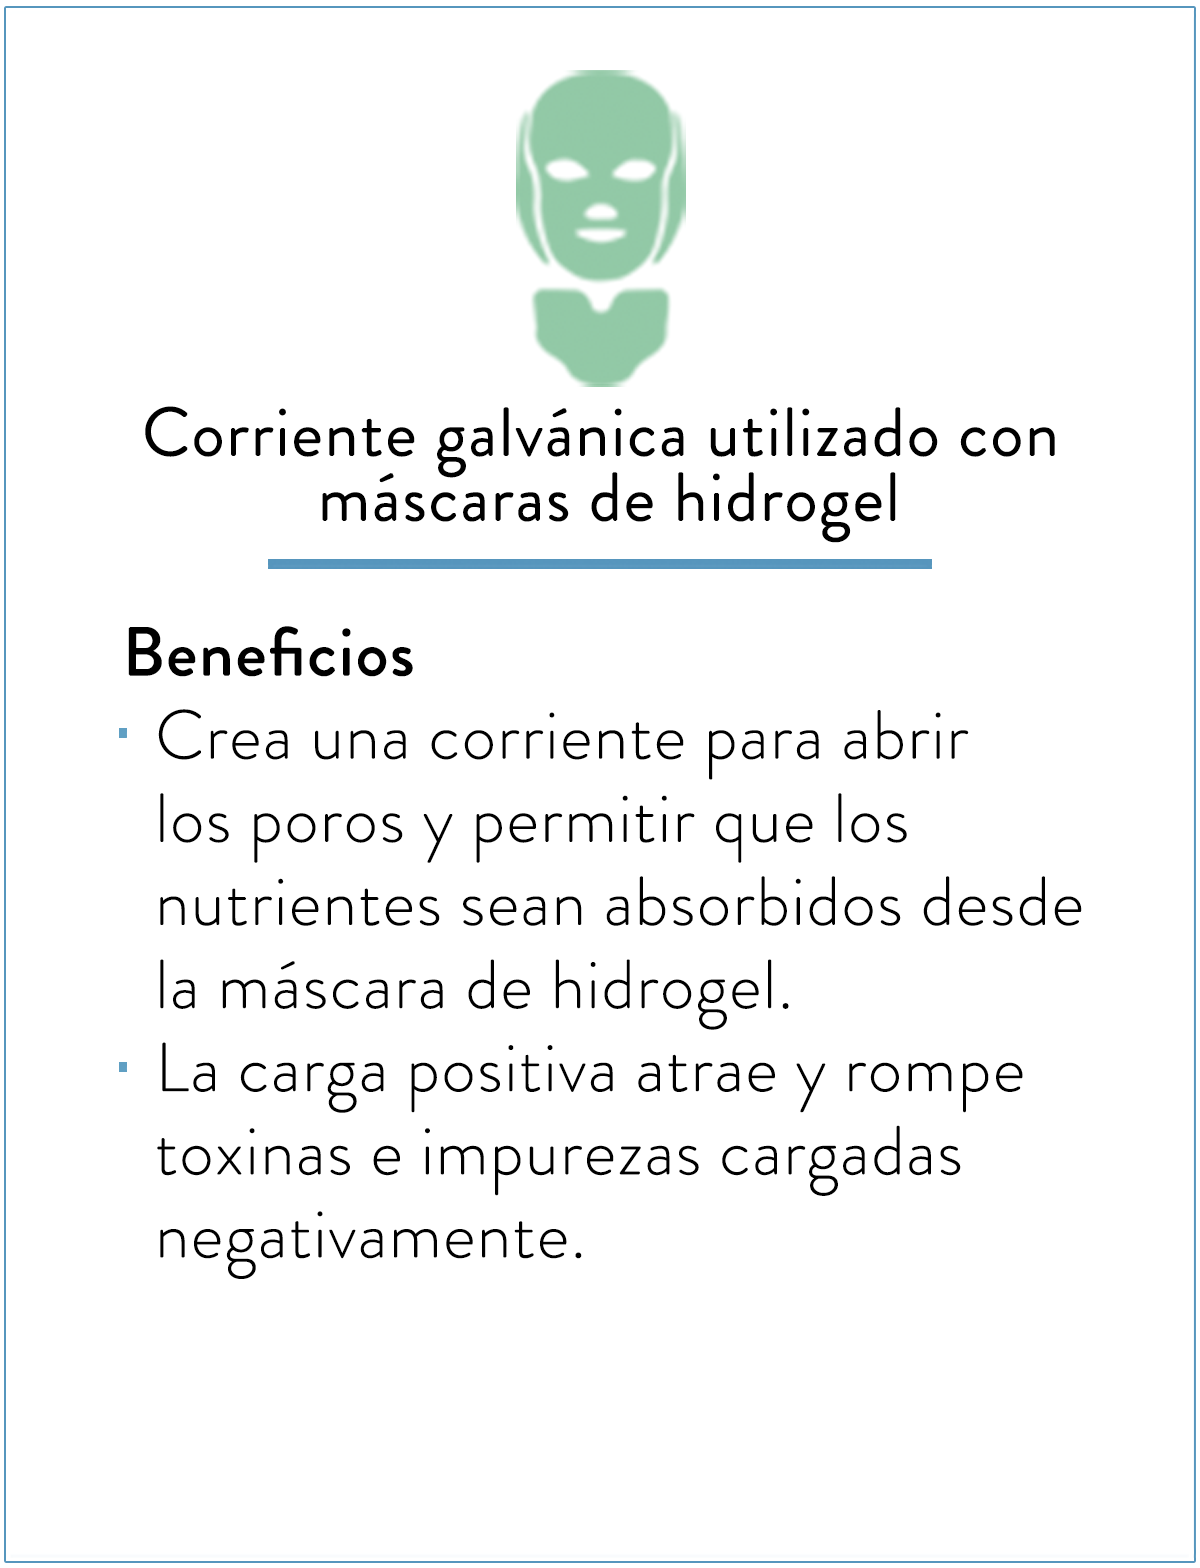 Corriente galvánica utilizado con
máscaras de hidrogel
Beneficios
▪ Crea una corriente para abrir
los poros y permitir que los
nutrientes sean absorbidos desde
la máscara de hidrogel.
▪ La carga positiva atrae y rompe
toxinas e impurezas cargadas
negativamente.